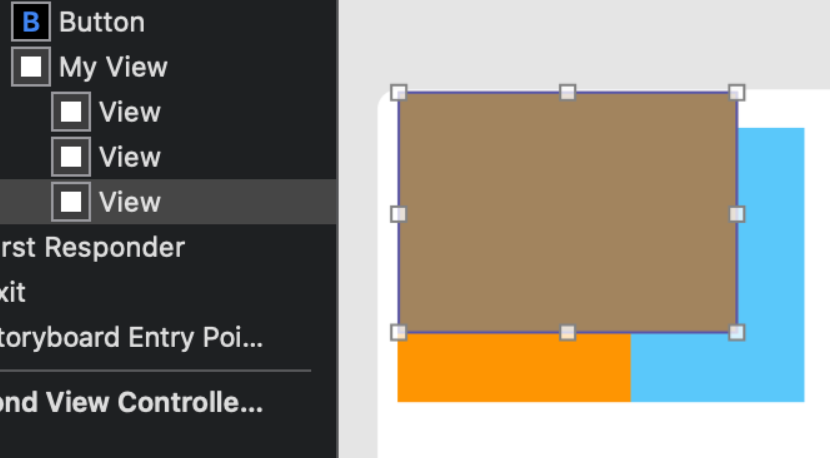 B Button
My View
View
View
View
rst Responder
xit
toryboard Entry Poi...
ond View Controlle...